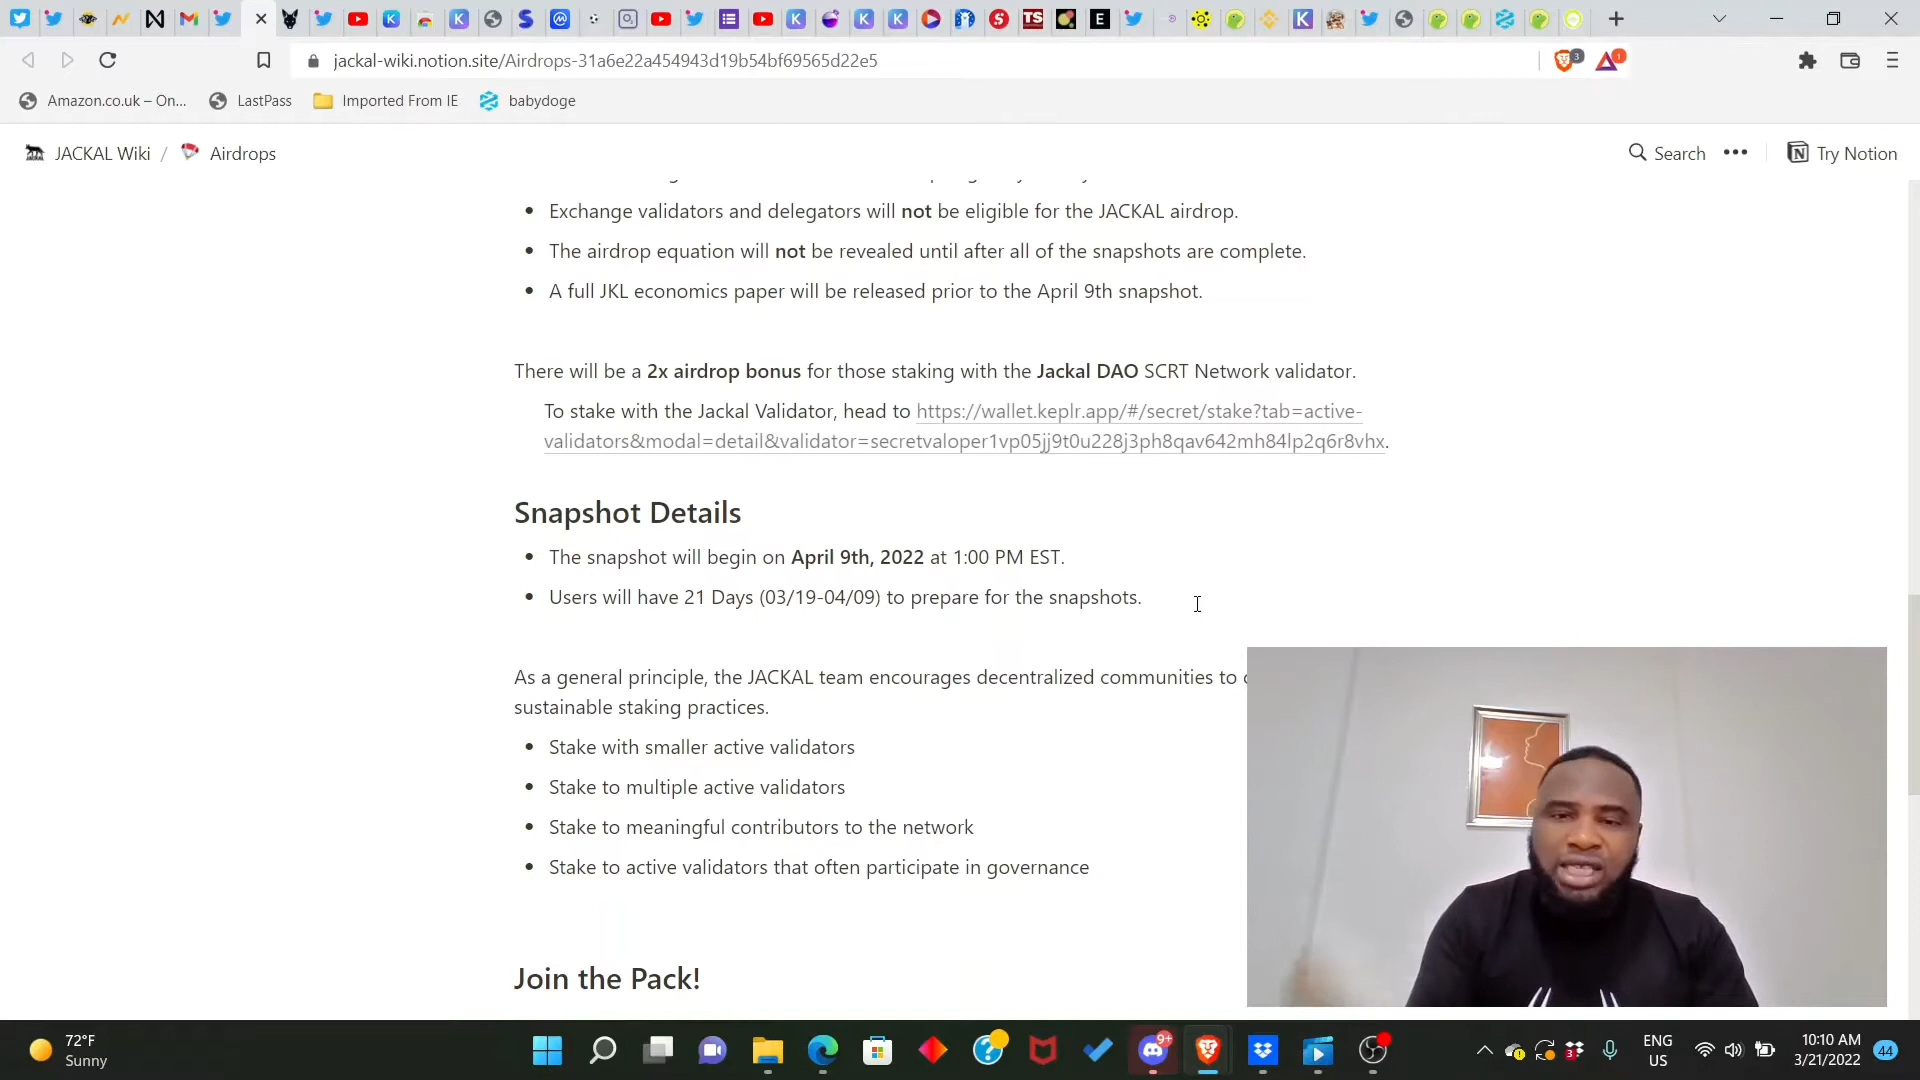 jackal-wiki.notion.site/Airdrops-31a6e22a454943d19b54bf69565d22e5
3
1
Amazon.co.uk – On...
LastPass
Imported From IE
babydoge
JACKAL Wiki / Airdrops
Search
Try Notion
Exchange validators and delegators will not be eligible for the JACKAL airdrop.
The airdrop equation will not be revealed until after all of the snapshots are complete.
A full JKL economics paper will be released prior to the April 9th snapshot.
There will be a 2x airdrop bonus for those staking with the Jackal DAO SCRT Network validator.
To stake with the Jackal Validator, head to https://wallet.keplr.app/#/secret/stake?tab=active-
validators&modal=detail&validator=secretvaloper1vp05jj9t0u228j3ph8qav642mh84lp2q6r8vhx.
Snapshot Details
The snapshot will begin on April 9th, 2022 at 1:00 PM EST.
Users will have 21 Days (03/19-04/09) to prepare for the snapshots.
As a general principle, the JACKAL team encourages decentralized communities to
sustainable staking practices.
Stake with smaller active validators
Stake to multiple active validators
Stake to meaningful contributors to the network
Stake to active validators that often participate in governance
Join the Pack!
72°F
Sunny
9+
3
ENG
US
10:10 AM
3/21/2022
44